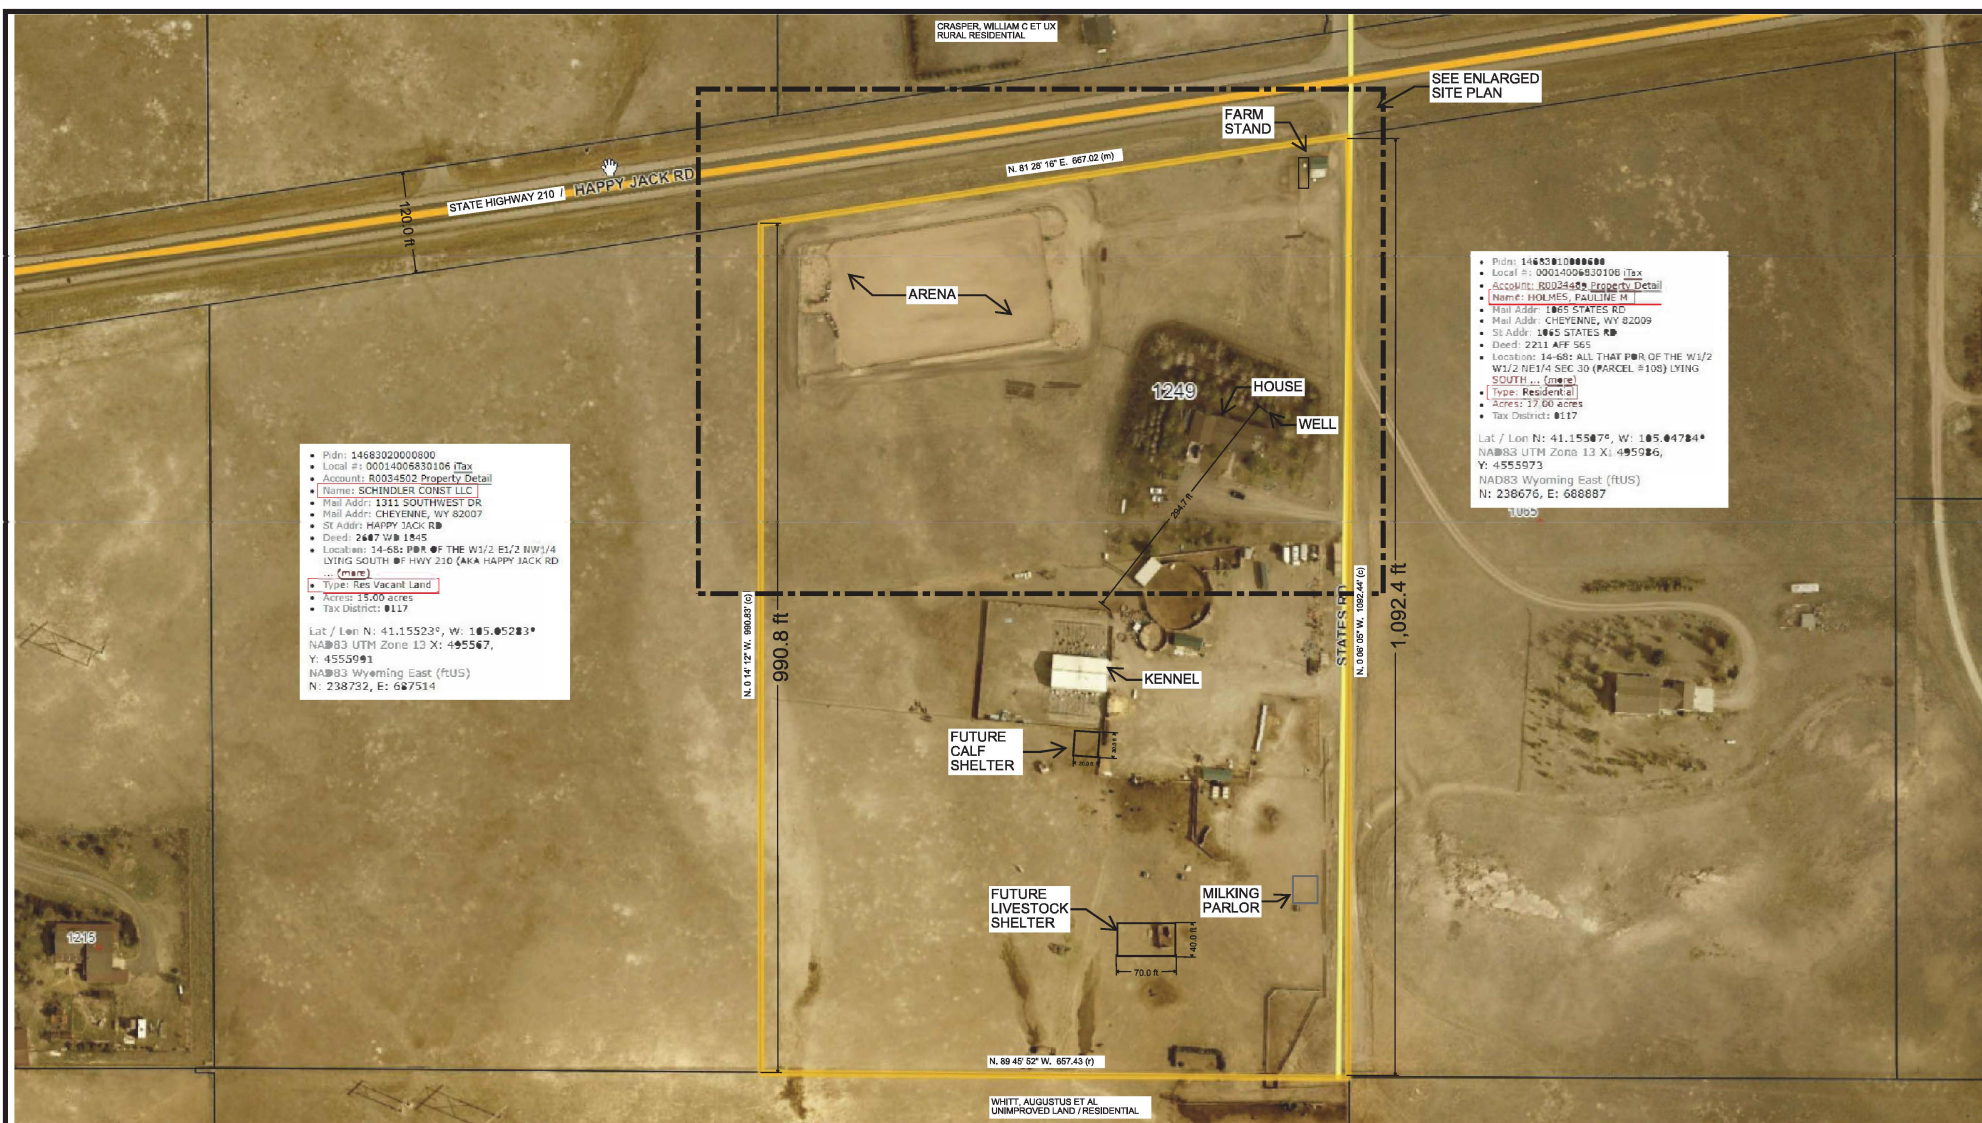 CRASPER, WILLIAM C ET UX
RURAL RESIDENTIAL
SEE ENLARGED
SITE PLAN
FARM
STAND
N. 81 28' 16" E. 667.02 (m)
STATE HIGHWAY 210 / HAPPY JACK RD
120.0 ft
ARENA
1249
HOUSE
WELL
294.7 ft
• Pidn: 14683020000800
• Local #: 00014006830106 iTax
• Account: R0034502 Property Detail
• Name: SCHINDLER CONST LLC
• Mail Addr: 1311 SOUTHWEST DR
• Mail Addr: CHEYENNE, WY 82007
• St Addr: HAPPY JACK RD
• Deed: 2607 WD 1845
• Location: 14-68: POR OF THE W1/2 E1/2 NW1/4
LYING SOUTH OF HWY 210 (AKA HAPPY JACK RD
... (more)
• Type: Res Vacant Land
• Acres: 15.00 acres
• Tax District: 0117
Lat / Lon N: 41.15523°, W: 105.05283°
NAD83 UTM Zone 13 X: 495567,
Y: 4555991
NAD83 Wyoming East (ftUS)
N: 238732, E: 687514
• Pidn:
• Local #: 00014006830108 iTax
• Account: R0034489 Property Detail
• Name: HOLMES, PAULINE M
• Mail Addr: 1065 STATES RD
• Mail Addr: CHEYENNE, WY 82009
• St Addr: 1065 STATES RD
• Deed: 2211 AFF 565
• Location: 14-68: ALL THAT POR OF THE W1/2
W1/2 NE1/4 SEC 30 (PARCEL #108) LYING
SOUTH ... (more)
• Type: Residential
• Acres: 17.00 acres
• Tax District: 0117
Lat / Lon N: 41.15507°, W: 105.04784°
NAD83 UTM Zone 13 X: 495986,
Y: 4555973
NAD83 Wyoming East (ftUS)
N: 238676, E: 688887
1065
N. 0 14' 12" W. 990.83' (c)
990.8 ft
STATES RD
N. 0 06' 05" W. 1092.44' (c)
1,092.4 ft
KENNEL
FUTURE
CALF
SHELTER
30.0 ft
FUTURE
LIVESTOCK
SHELTER
MILKING
PARLOR
40.0 ft
70.0 ft
1215
N. 89 45' 52" W. 657.43 (r)
WHITT, AUGUSTUS ET AL
UNIMPROVED LAND / RESIDENTIAL